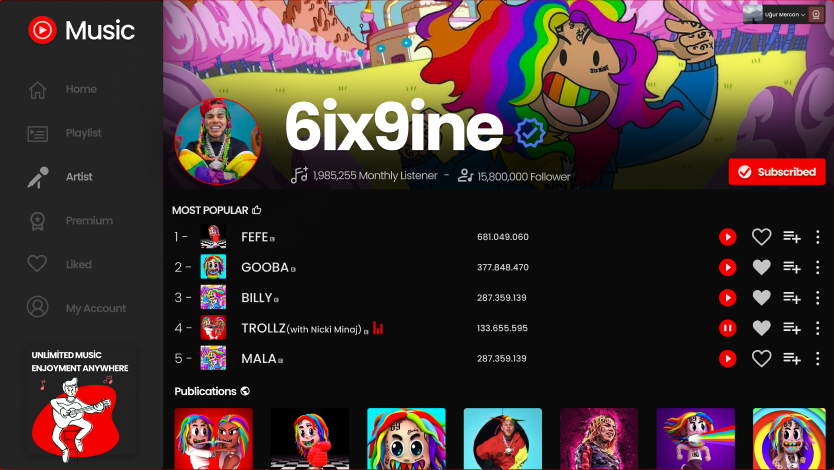 Music
Home
Playlist
Artist
Premium
Liked
My Account
UNLIMITED MUSIC
ENJOYMENT ANYWHERE
Uğur Mercan
6ix9ine
1,985,255 Monthly Listener - 15,800,000 Follower
Subscribed
MOST POPULAR
1 - FEFE E 681.049.060
2 - GOOBA E 377.848.470
3 - BILLY E 287.359.139
4 - TROLLZ (with Nicki Minaj) E 133.655.595
5 - MALA E 287.359.139
Publications